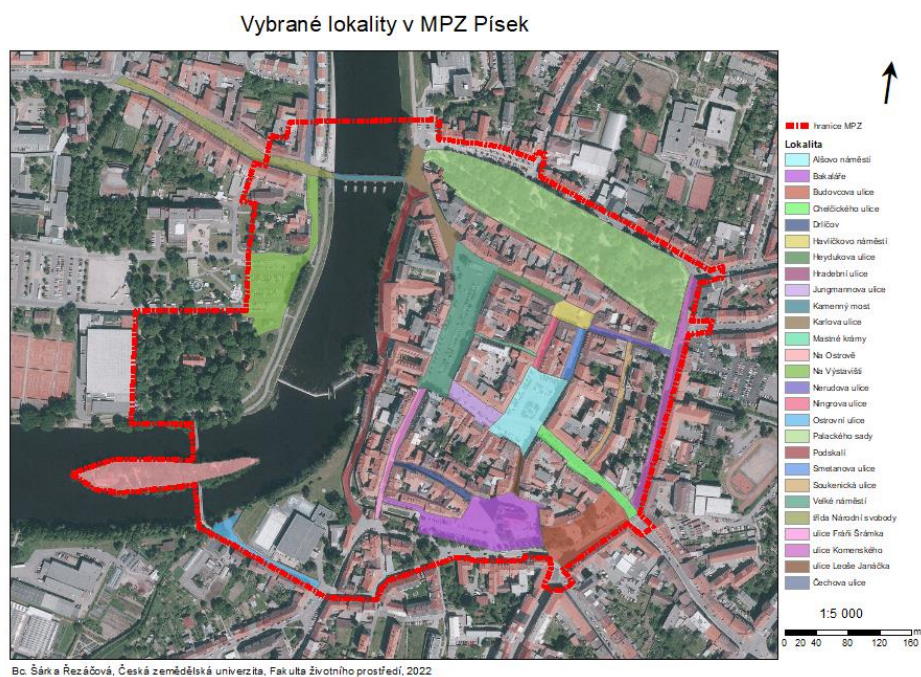 Vybrané lokality v MPZ Písek
hranice MPZ
Lokalita
Alšovo náměstí
Bakaláře
Budovcova ulice
Chelčického ulice
Drlíčov
Havlíčkovo náměstí
Heydukova ulice
Hradební ulice
Jungmannova ulice
Kamenný most
Karlova ulice
Mastné krámy
Na Ostrově
Na Výstavišti
Nerudova ulice
Ningrova ulice
Ostrovní ulice
Palackého sady
Podskalí
Smetanova ulice
Soukenická ulice
Velké náměstí
třída Národní svobody
ulice Fráni Šrámka
ulice Komenského
ulice Leoše Janáčka
Čechova ulice
1:5 000
0 20 40 80 120 160 m
Bc. Šárka Řezáčová, Česká zemědělská univerzita, Fakulta životního prostředí, 2022